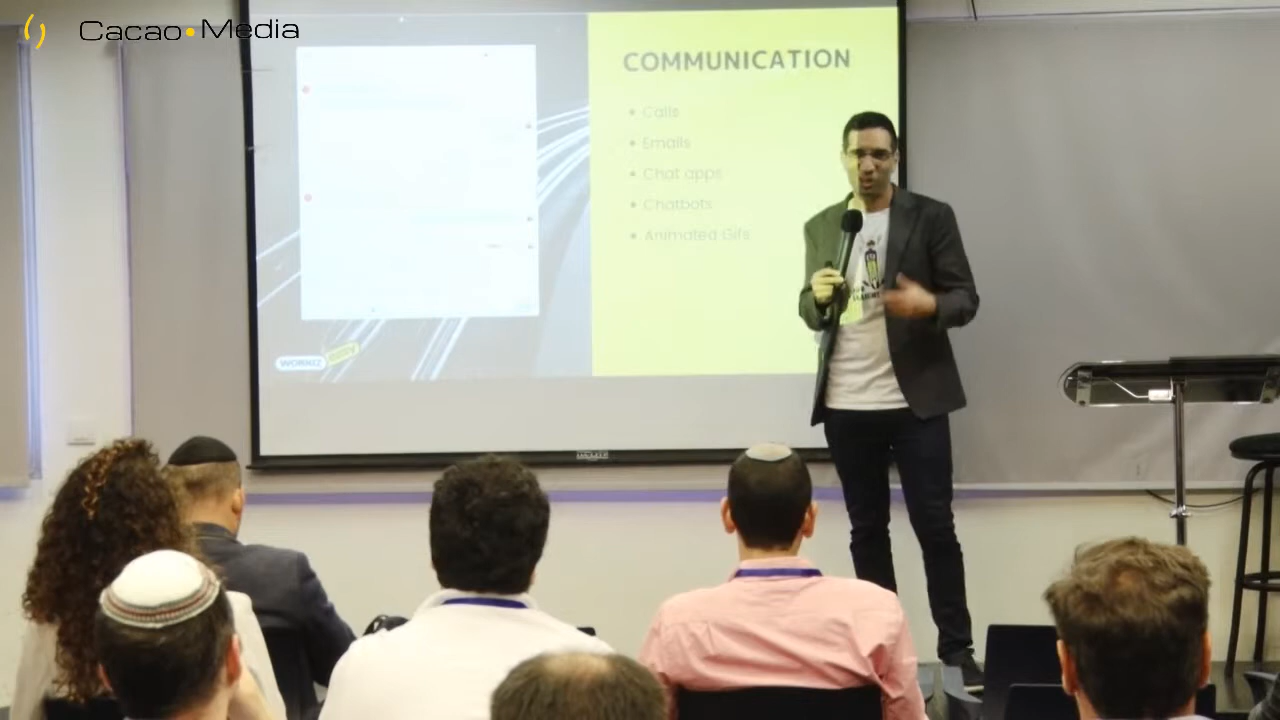 Cacao Media
COMMUNICATION
Calls
Emails
Chat apps
Chatbots
Animated Gifs